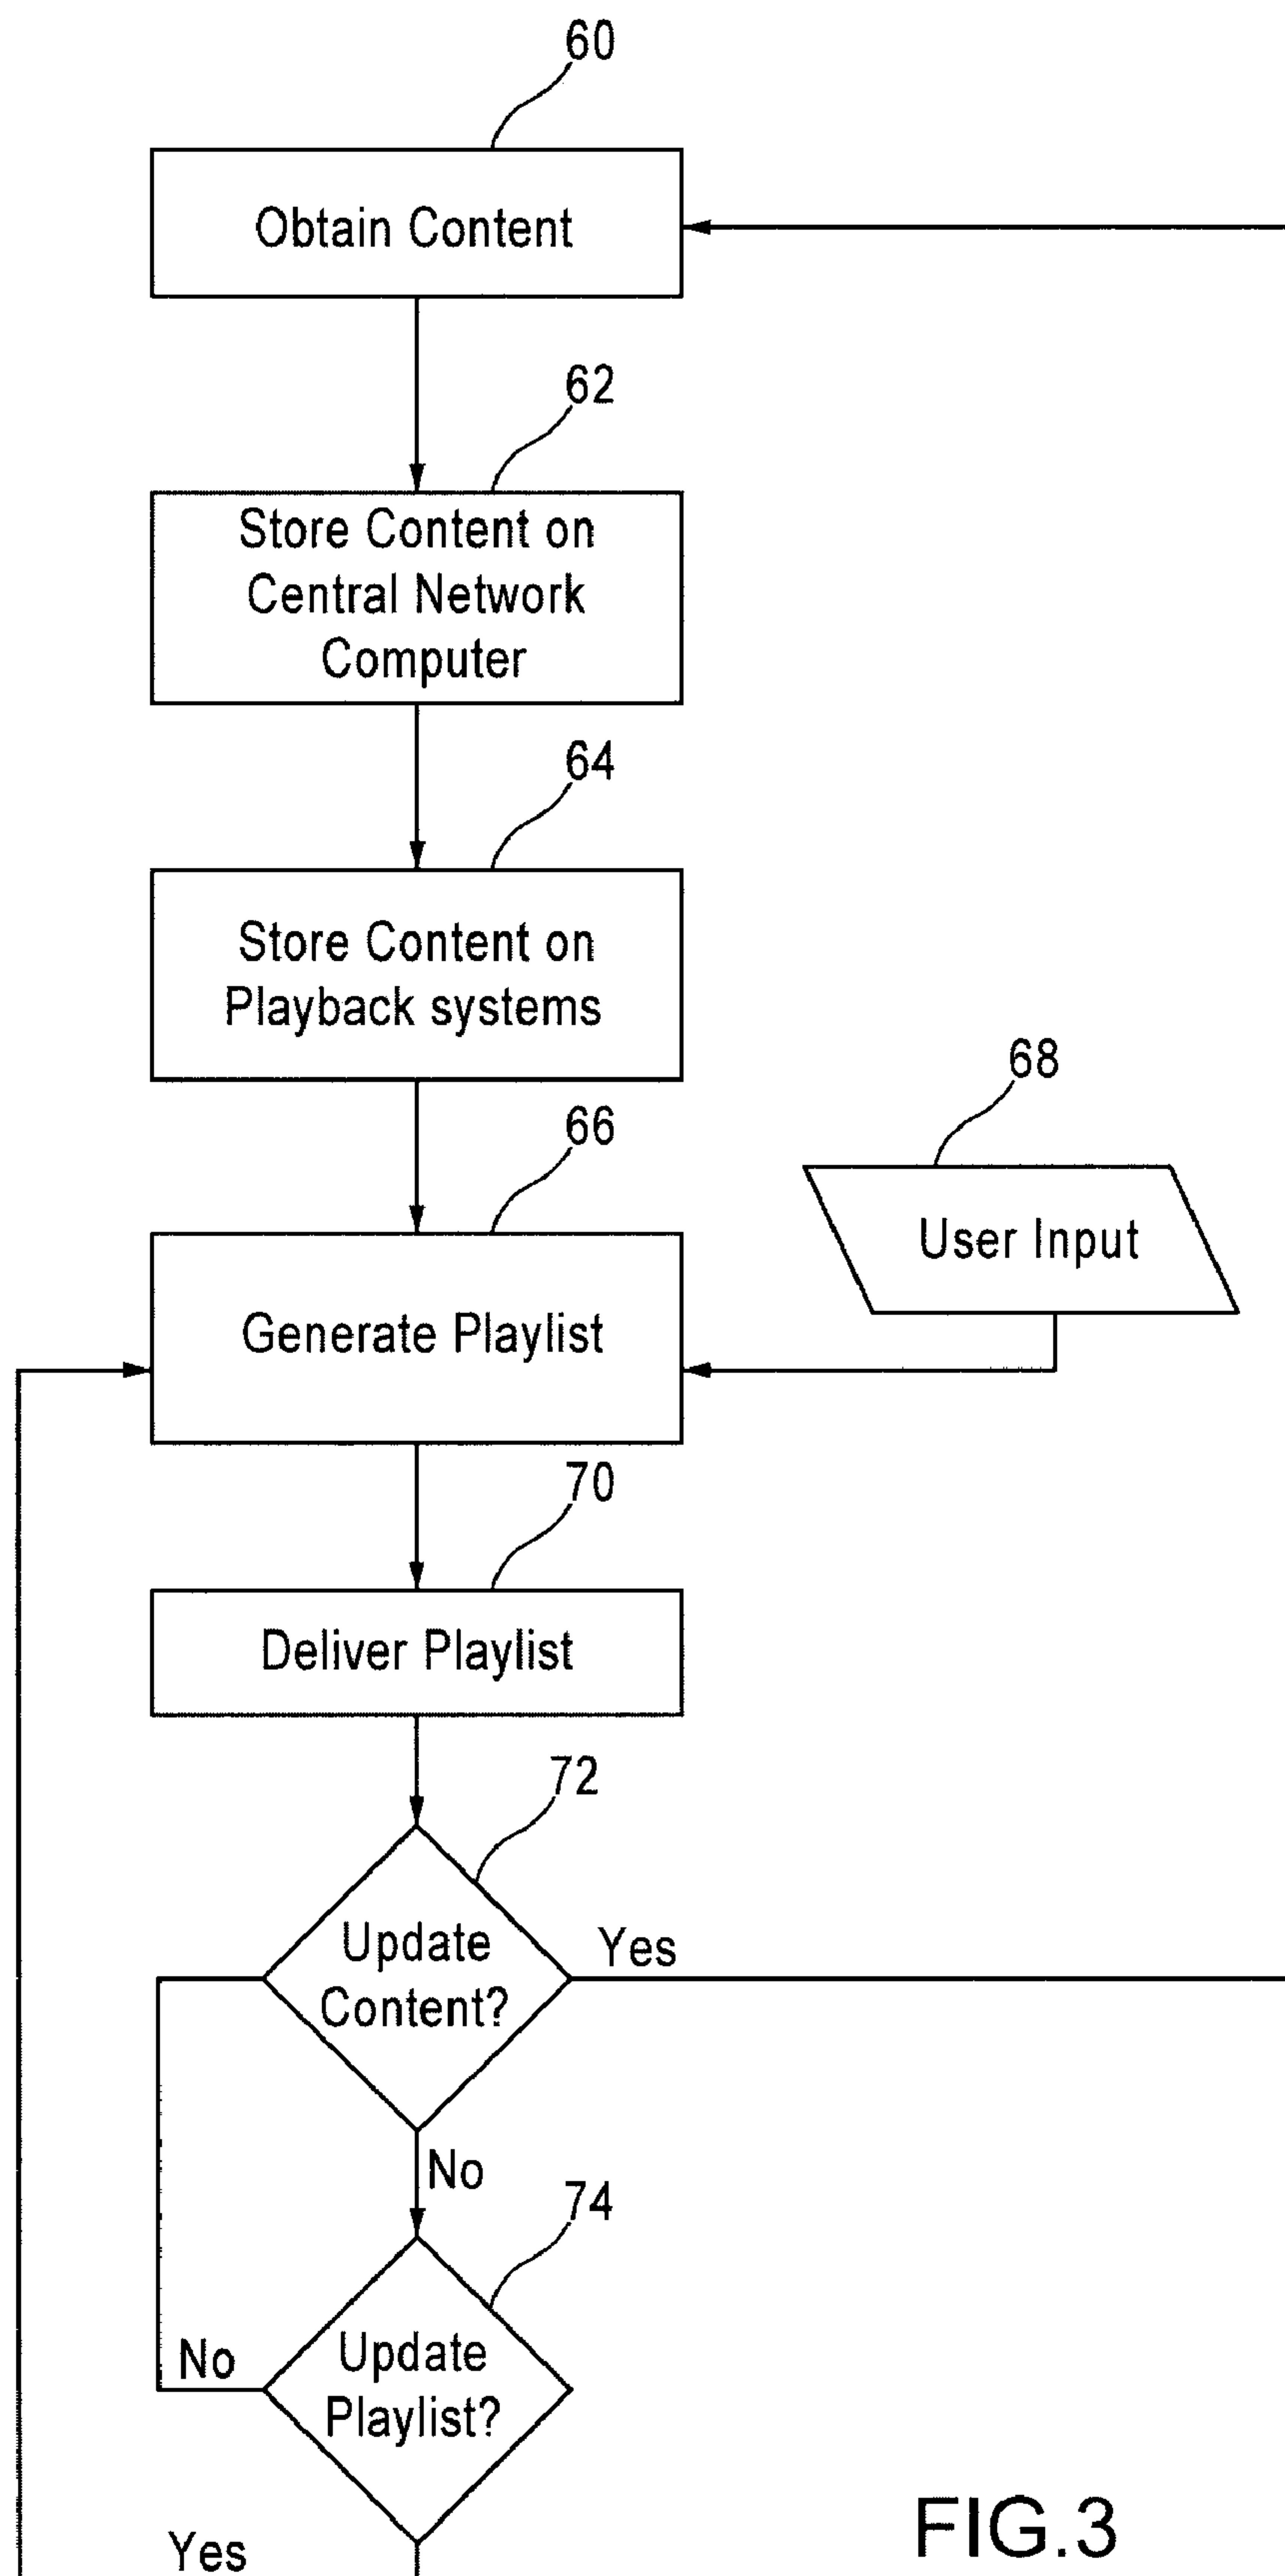 60
Obtain Content
62
Store Content on
Central Network
Computer
64
Store Content on
Playback systems
66
68
User Input
Generate Playlist
70
Deliver Playlist
72
Update
Content?
Yes
No
74
Update
Playlist?
No
Yes
FIG.3